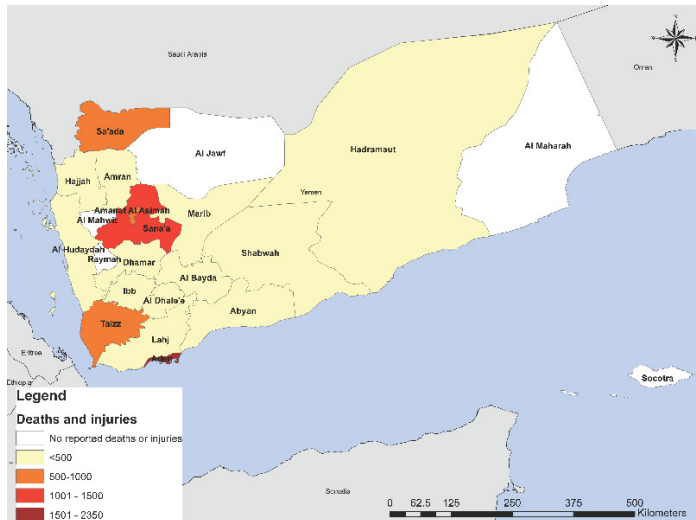 Saudi Arabia
Oman
Sa'ada
Al Jawf
Hadramaut
Al Maharah
Hajjah
Amran
Yemen
Amanat Al Asimah
Marib
Al Mahwit
Sana'a
Al Hudaydah
Shabwah
Raymah
Dhamar
Al Bayda
Ibb
Al Dhale'e
Abyan
Taizz
Lahj
Aden
Eritrea
Ethiopia
Socotra
Somalia
Legend
Deaths and injuries
No reported deaths or injuries
<500
500-1000
1001 - 1500
1501 - 2350
0 62.5 125 250 375 500
Kilometers